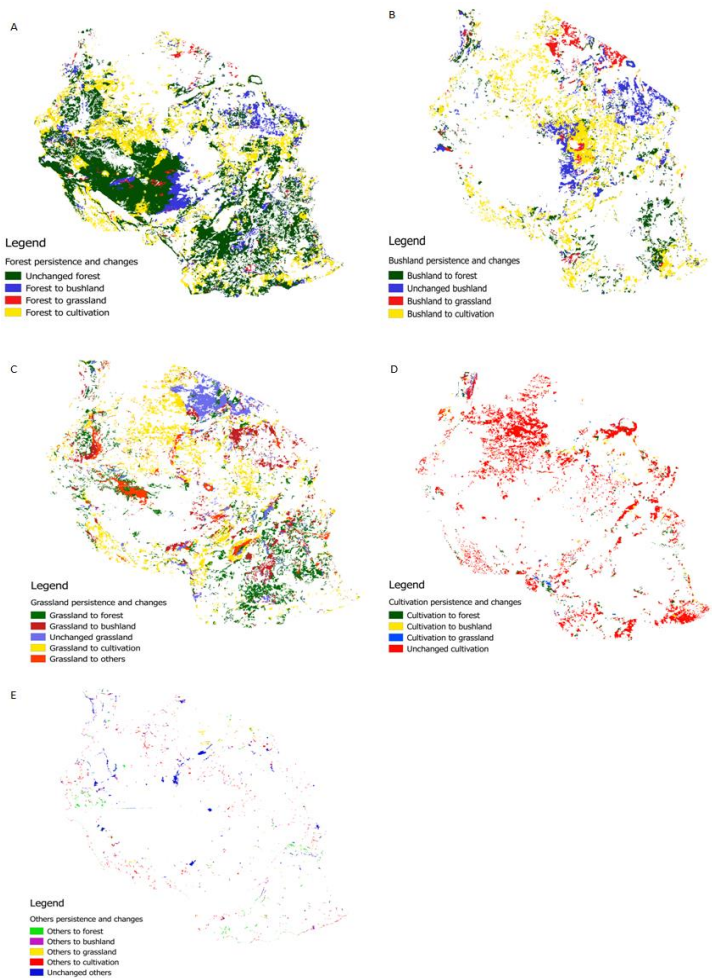 A
Legend
Forest persistence and changes
Unchanged forest
Forest to bushland
Forest to grassland
Forest to cultivation
B
Legend
Bushland persistence and changes
Bushland to forest
Unchanged bushland
Bushland to grassland
Bushland to cultivation
C
Legend
Grassland persistence and changes
Grassland to forest
Grassland to bushland
Unchanged grassland
Grassland to cultivation
Grassland to others
D
Legend
Cultivation persistence and changes
Cultivation to forest
Cultivation to bushland
Cultivation to grassland
Unchanged cultivation
E
Legend
Others persistence and changes
Others to forest
Others to bushland
Others to grassland
Others to cultivation
Unchanged others